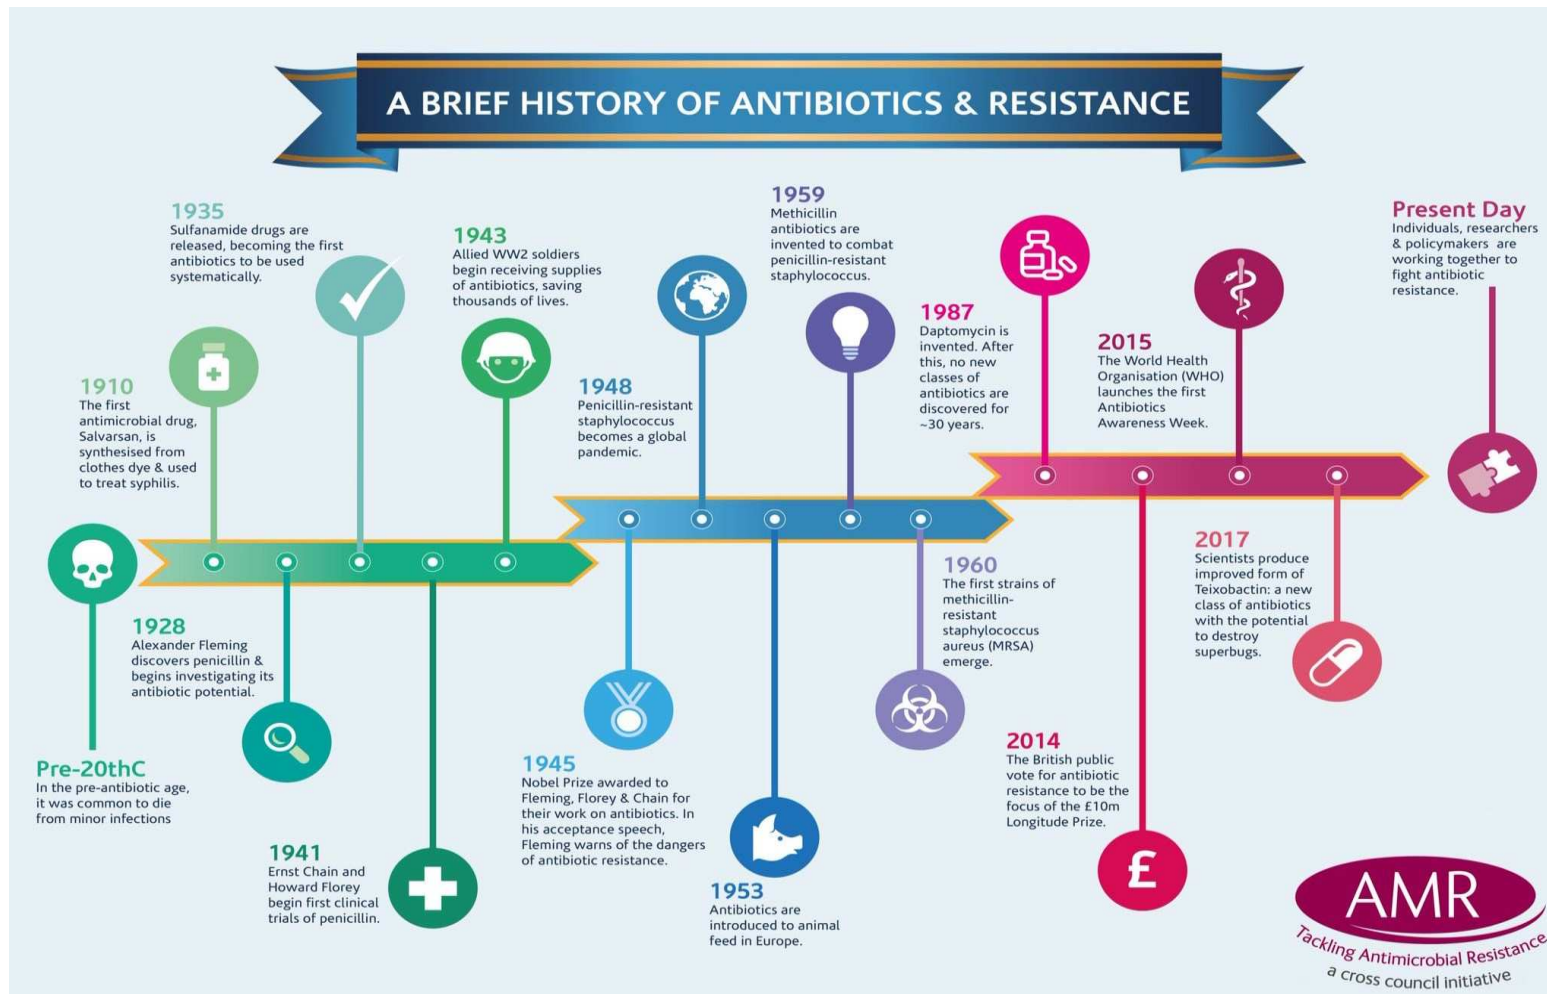 A BRIEF HISTORY OF ANTIBIOTICS & RESISTANCE
Pre-20thC
In the pre-antibiotic age,
it was common to die
from minor infections
1910
The first
antimicrobial drug,
Salvarsan, is
synthesised from
clothes dye & used
to treat syphilis.
1928
Alexander Fleming
discovers penicillin &
begins investigating its
antibiotic potential.
1935
Sulfanamide drugs are
released, becoming the first
antibiotics to be used
systematically.
1941
Ernst Chain and
Howard Florey
begin first clinical
trials of penicillin.
1943
Allied WW2 soldiers
begin receiving supplies
of antibiotics, saving
thousands of lives.
1945
Nobel Prize awarded to
Fleming, Florey & Chain for
their work on antibiotics. In
his acceptance speech,
Fleming warns of the dangers
of antibiotic resistance.
1948
Penicillin-resistant
staphylococcus
becomes a global
pandemic.
1953
Antibiotics are
introduced to animal
feed in Europe.
1959
Methicillin
antibiotics are
invented to combat
penicillin-resistant
staphylococcus.
1960
The first strains of
methicillin-
resistant
staphylococcus
aureus (MRSA)
emerge.
1987
Daptomycin is
invented. After
this, no new
classes of
antibiotics are
discovered for
~30 years.
2014
The British public
vote for antibiotic
resistance to be the
focus of the £10m
Longitude Prize.
£
2015
The World Health
Organisation (WHO)
launches the first
Antibiotics
Awareness Week.
2017
Scientists produce
improved form of
Teixobactin: a new
class of antibiotics
with the potential
to destroy
superbugs.
Present Day
Individuals, researchers
& policymakers are
working together to
fight antibiotic
resistance.
AMR
Tackling Antimicrobial Resistance
a cross council initiative